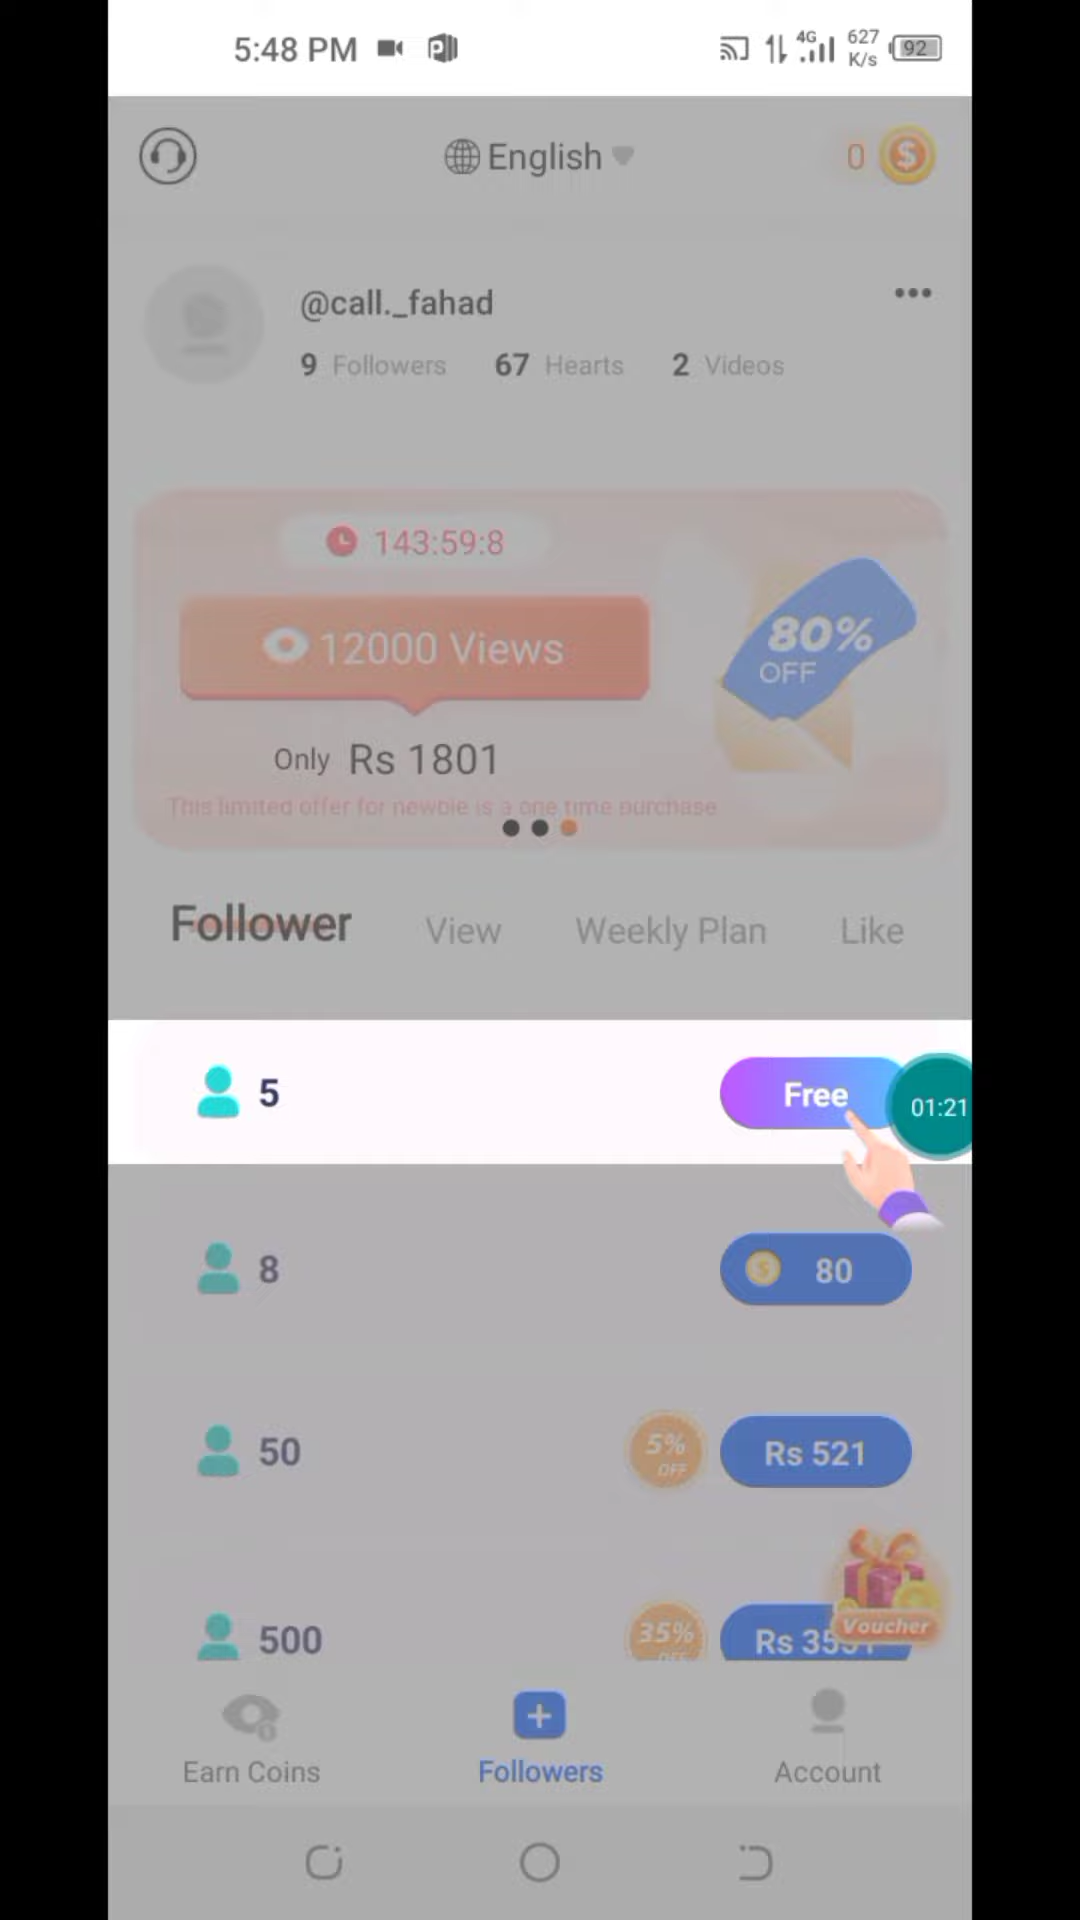 5:48 PM
4G
627
K/s
92
English
0
@call._fahad
9 Followers 67 Hearts 2 Videos
143:59:8
12000 Views
80%
OFF
Only Rs 1801
This limited offer for newbie is a one time purchase
Follower View Weekly Plan Like
5 Free
01:21
8 80
50 5% OFF Rs 521
500 35% OFF
Voucher
Earn Coins Followers Account